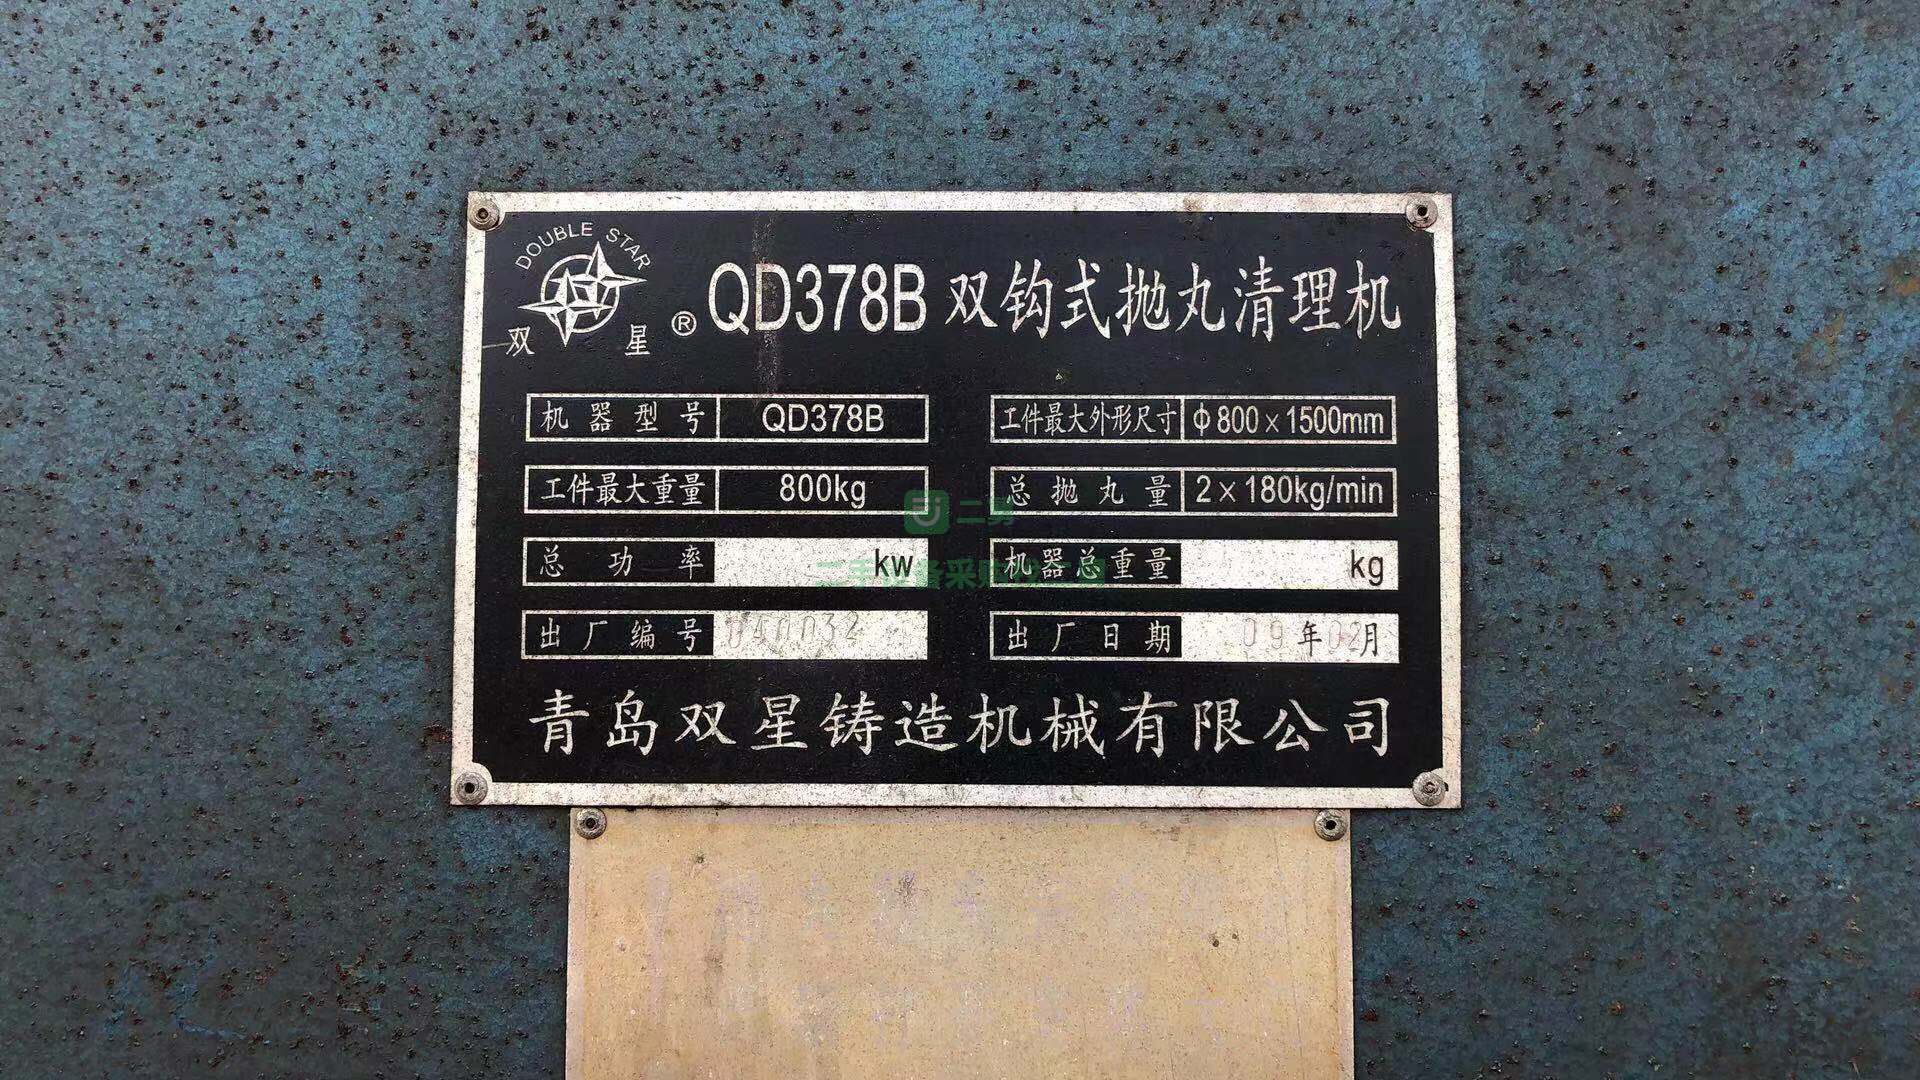 DOUBLE STAR
双 星 ® QD378B 双钩式抛丸清理机
机器型号 QD378B 工件最大外形尺寸 ф800×1500mm
工件最大重量 800kg 总抛丸量 2×180kg/min
总功率 kw 机器总重量 kg
出厂编号 出厂日期 09年02月
青岛双星铸造机械有限公司